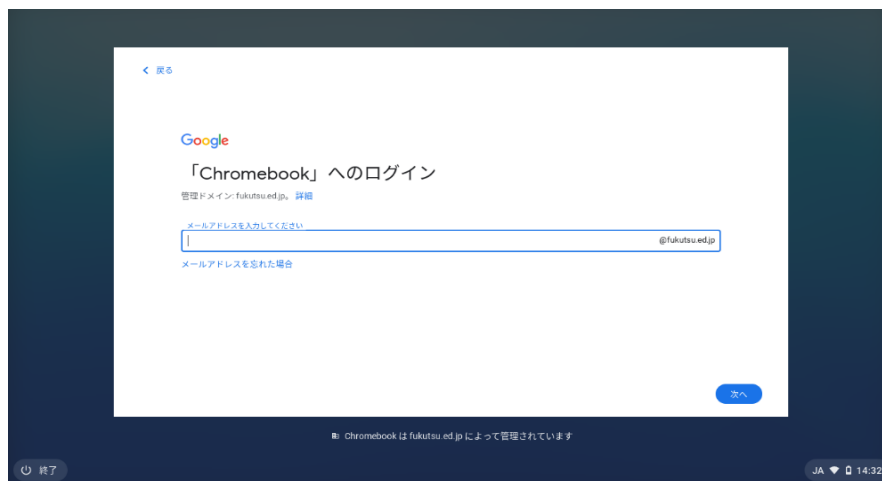 戻る
Google
「Chromebook」へのログイン
管理ドメイン: fukutsu.ed.jp。 詳細
メールアドレスを入力してください
@fukutsu.ed.jp
メールアドレスを忘れた場合
次へ
Chromebook は fukutsu.ed.jp によって管理されています
終了
JA 14:32